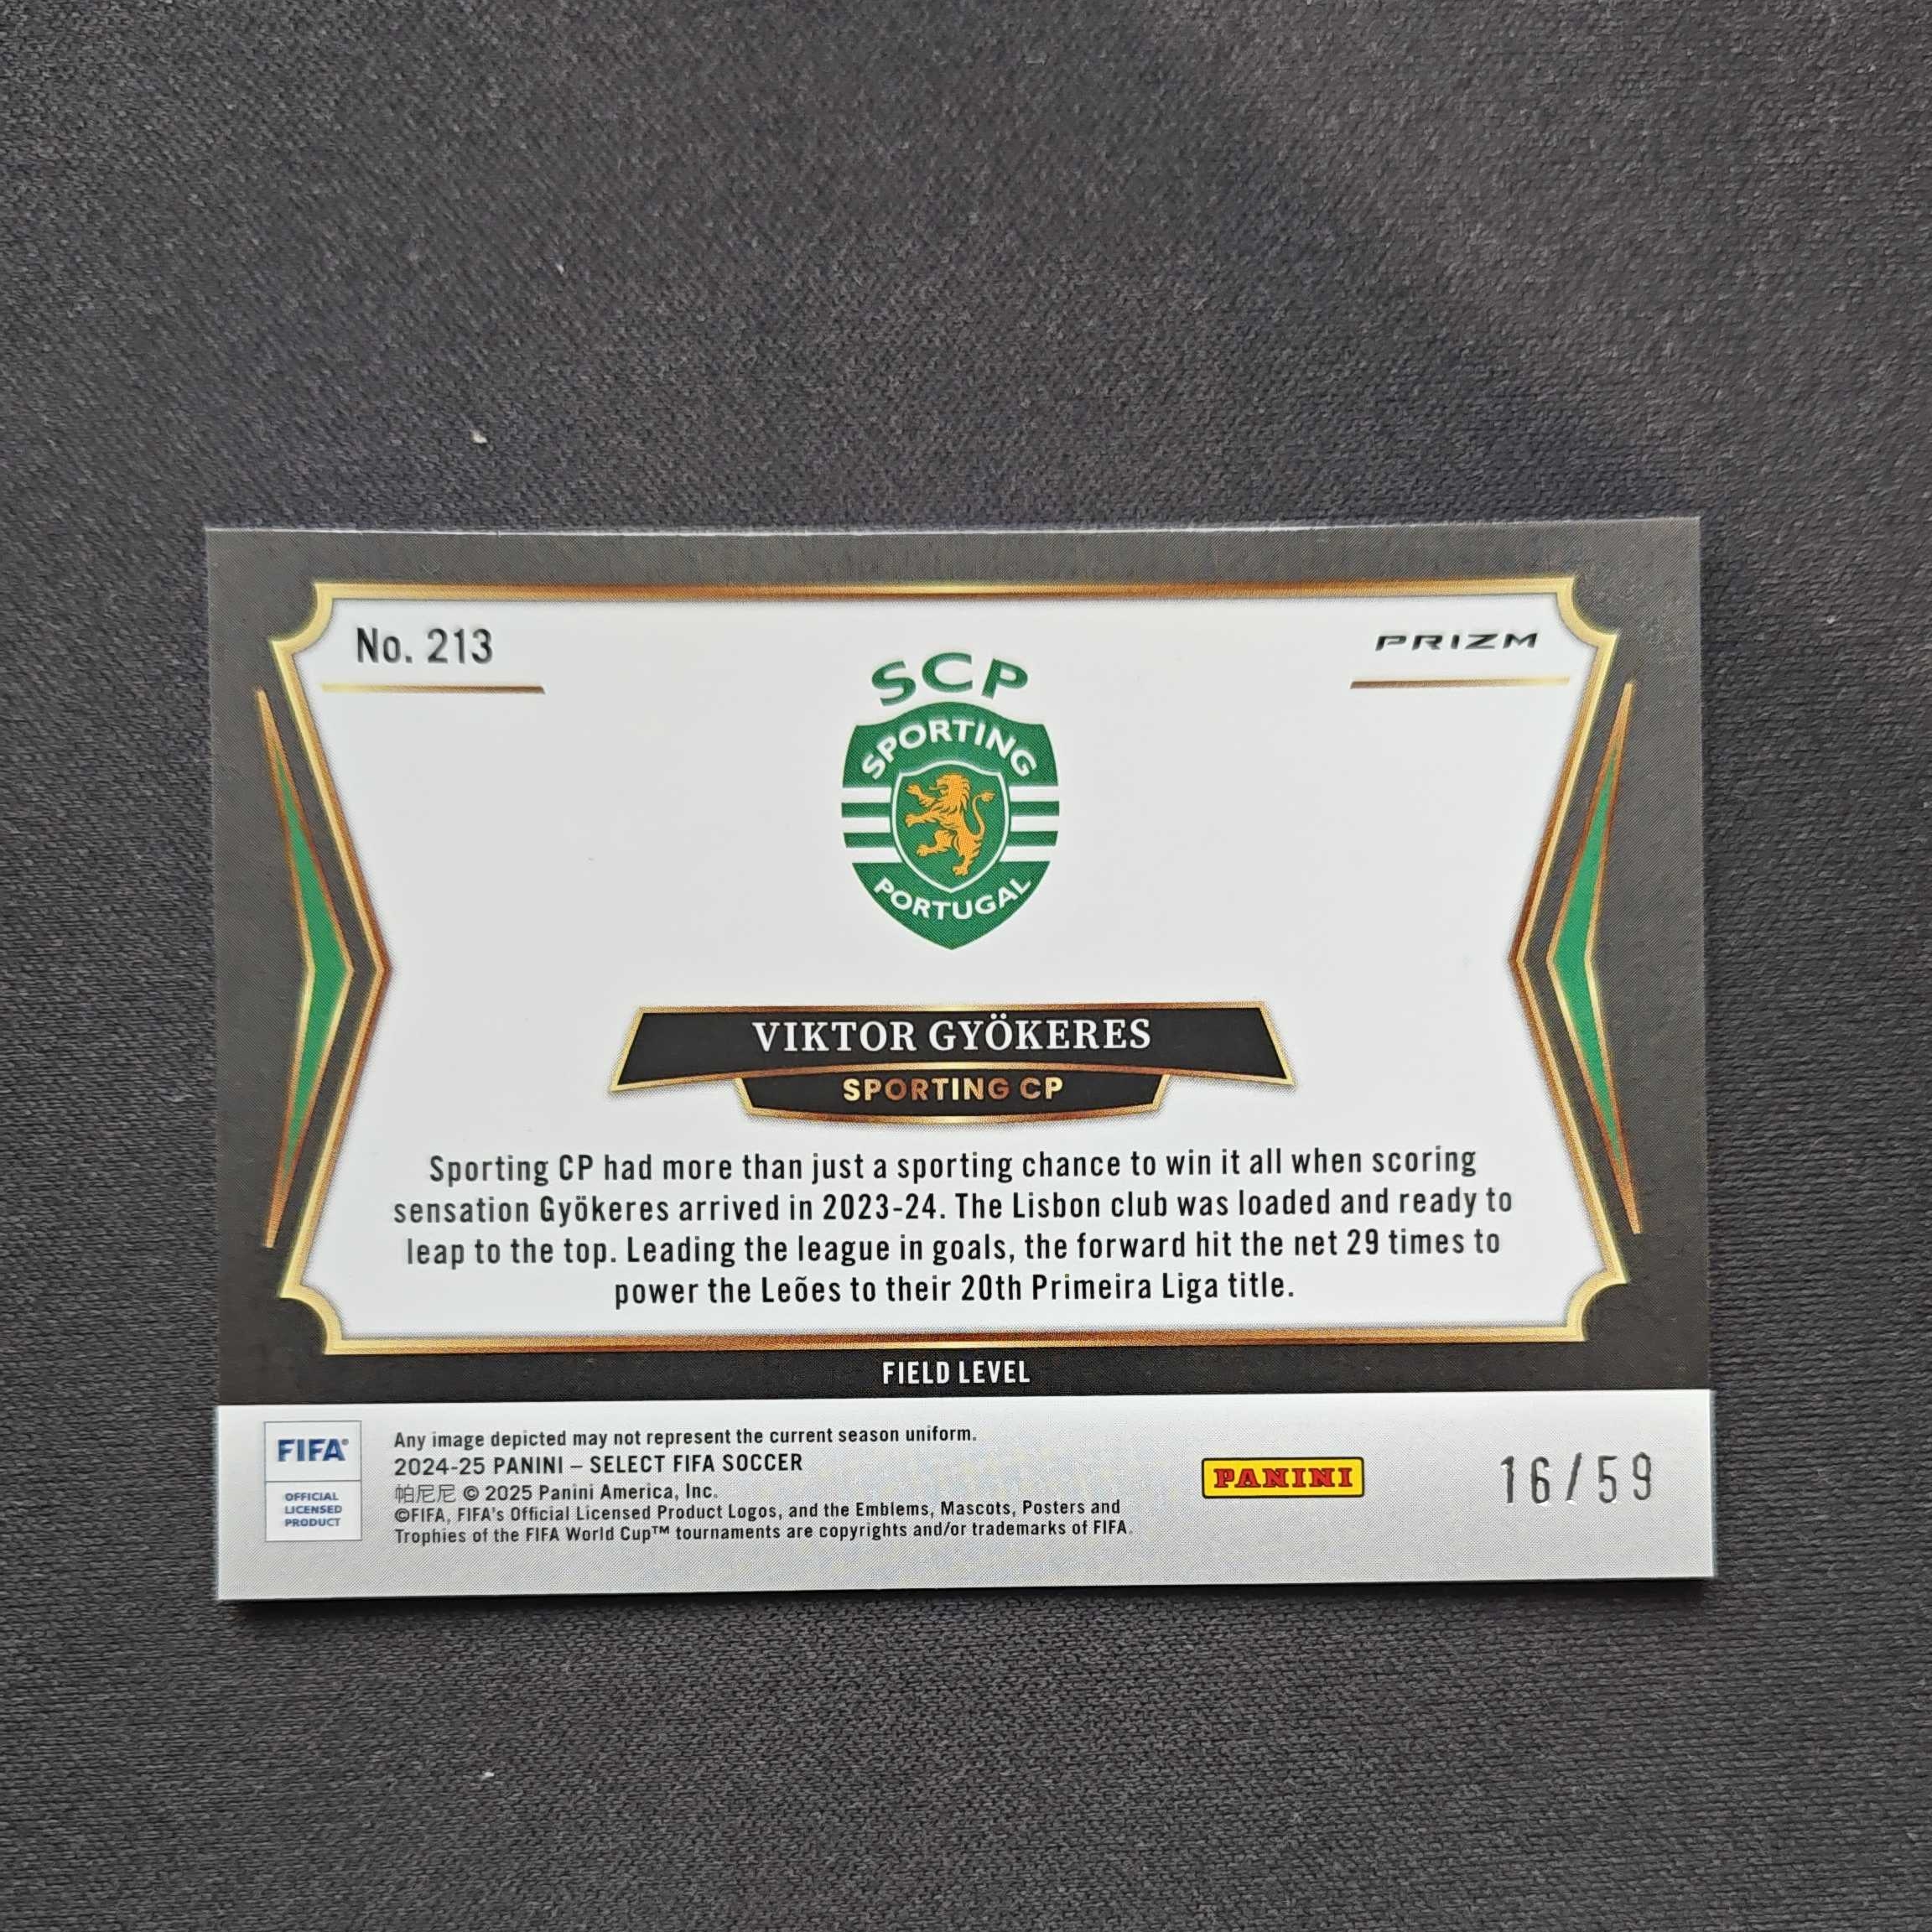 No. 213
PRIZM
SCP
SPORTING
PORTUGAL
VIKTOR GYÖKERES
SPORTING CP
Sporting CP had more than just a sporting chance to win it all when scoring
sensation Gyökeres arrived in 2023-24. The Lisbon club was loaded and ready to
leap to the top. Leading the league in goals, the forward hit the net 29 times to
power the Leões to their 20th Primeira Liga title.
FIELD LEVEL
FIFA®
OFFICIAL
LICENSED
PRODUCT
Any image depicted may not represent the current season uniform.
2024-25 PANINI – SELECT FIFA SOCCER
帕尼尼 © 2025 Panini America, Inc.
©FIFA, FIFA's Official Licensed Product Logos, and the Emblems, Mascots, Posters and
Trophies of the FIFA World Cup™ tournaments are copyrights and/or trademarks of FIFA.
PANINI
16/59